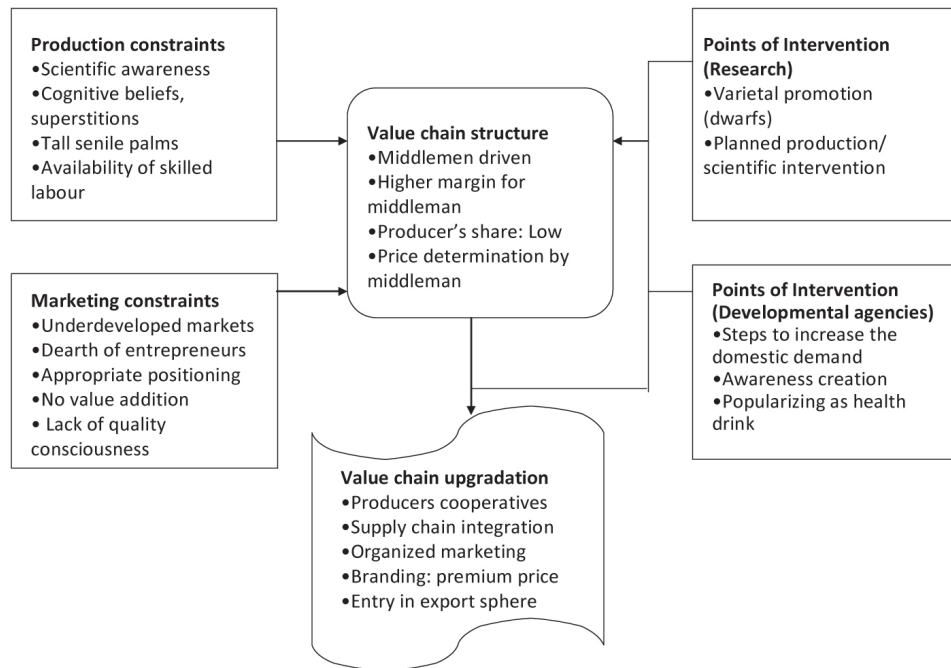 Production constraints
•Scientific awareness
•Cognitive beliefs,
superstitions
•Tall senile palms
•Availability of skilled
labour
Marketing constraints
•Underdeveloped markets
•Dearth of entrepreneurs
•Appropriate positioning
•No value addition
• Lack of quality
consciousness
Value chain structure
•Middlemen driven
•Higher margin for
middleman
•Producer's share: Low
•Price determination by
middleman
Value chain upgradation
•Producers cooperatives
•Supply chain integration
•Organized marketing
•Branding: premium price
•Entry in export sphere
Points of Intervention
(Research)
•Varietal promotion
(dwarfs)
•Planned production/
scientific intervention
Points of Intervention
(Developmental agencies)
•Steps to increase the
domestic demand
•Awareness creation
•Popularizing as health
drink